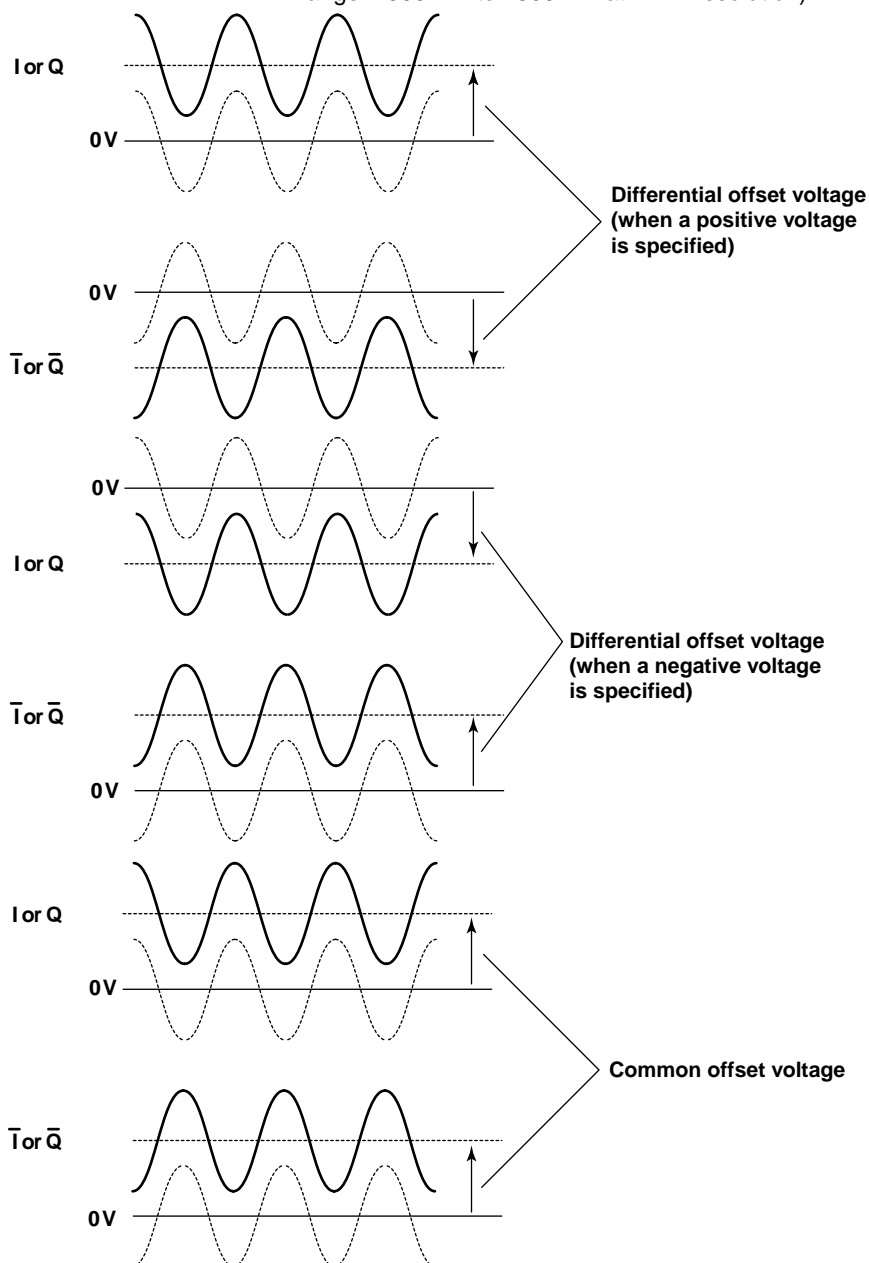 I or Q
0V
Differential offset voltage
(when a positive voltage
is specified)
0V
I̅ or Q̅
0V
I or Q
Differential offset voltage
(when a negative voltage
is specified)
I̅ or Q̅
0V
I or Q
0V
Common offset voltage
I̅ or Q̅
0V